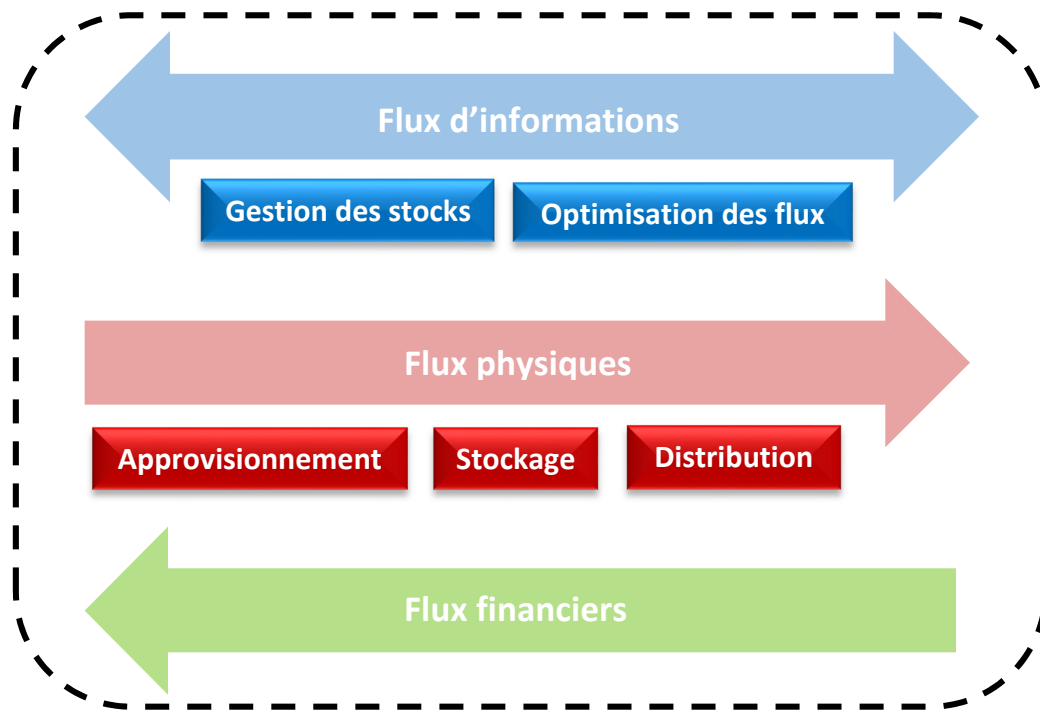 Flux d’informations
Gestion des stocks
Optimisation des flux
Flux physiques
Approvisionnement
Stockage
Distribution
Flux financiers